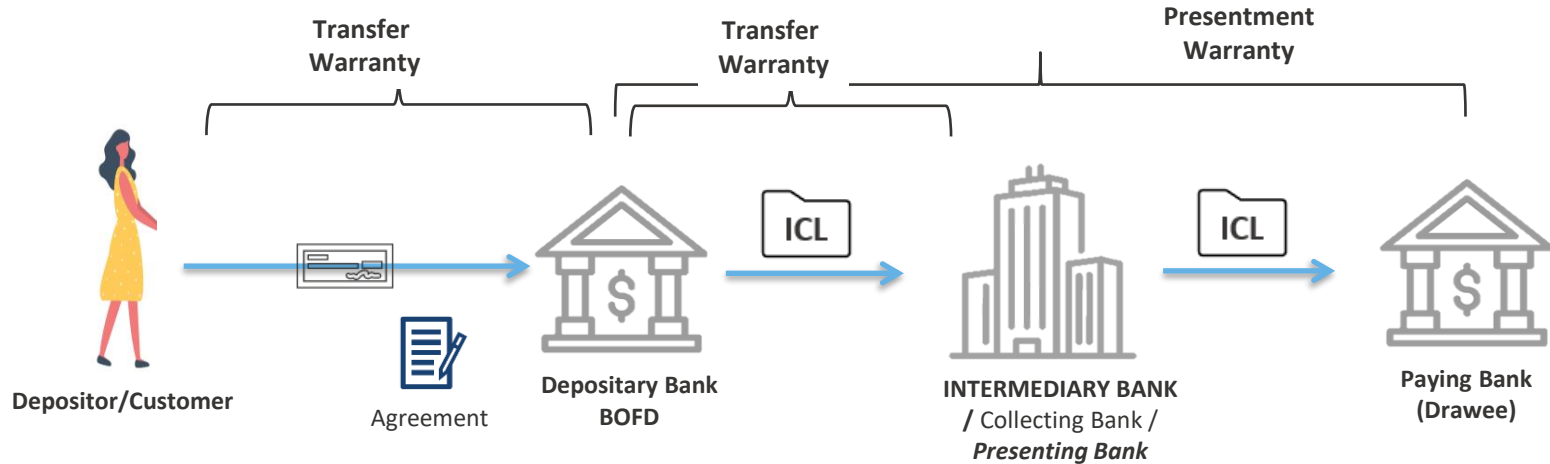 Transfer
Warranty
Transfer
Warranty
Presentment
Warranty
ICL
ICL
$
$
Depositor/Customer
Agreement
Depositary Bank
BOFD
INTERMEDIARY BANK
/ Collecting Bank /
Presenting Bank
Paying Bank
(Drawee)